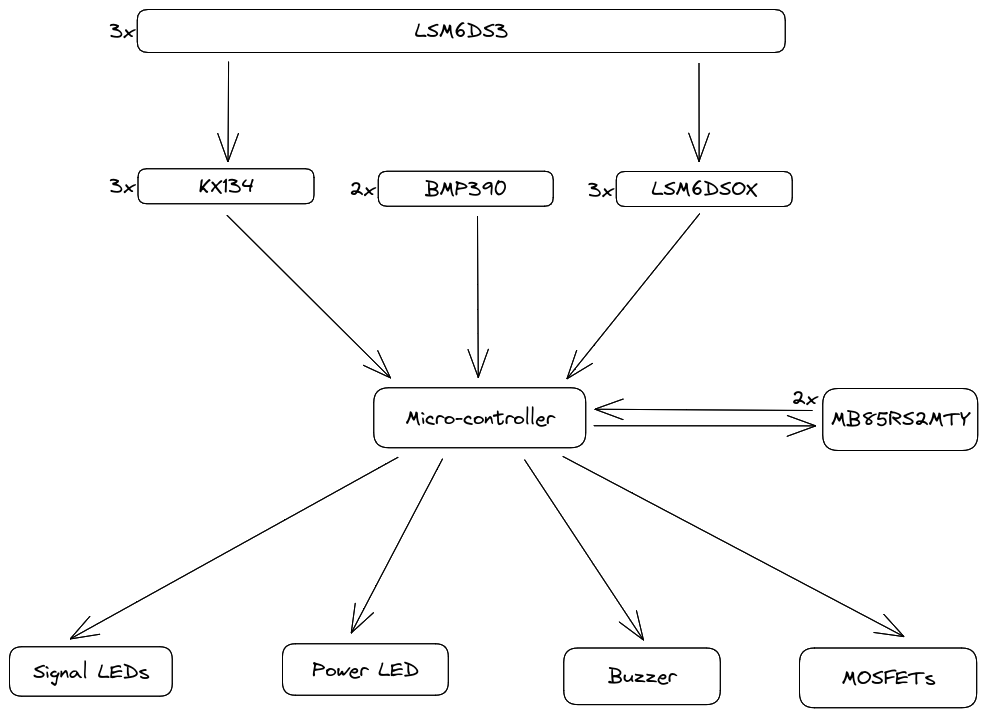 3x LSM6DS3
3x KX134 2x BMP390 3x LSM6DSOX
2x
Micro-controller MB85RS2MTY
Signal LEDs Power LED Buzzer MOSFETs